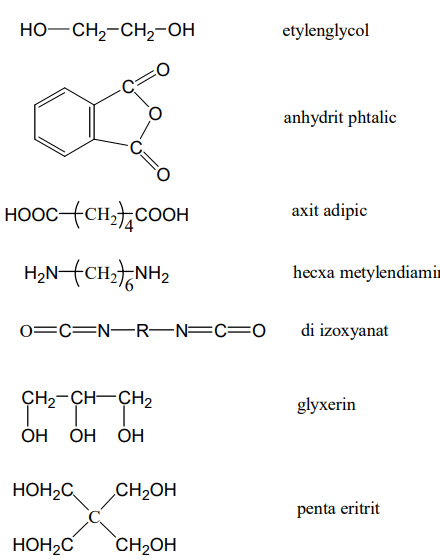 HO—CH2—CH2—OH etylenglycol
C O
O anhydrit phtalic
C
O
HOOC—(CH2)4—COOH axit adipic
H2N—(CH2)6—NH2 hecxa metylendiamin
O=C=N—R—N=C=O di izoxyanat
CH2—CH—CH2 glyxerin
OH OH OH
HOH2C CH2OH
C penta eritrit
HOH2C CH2OH